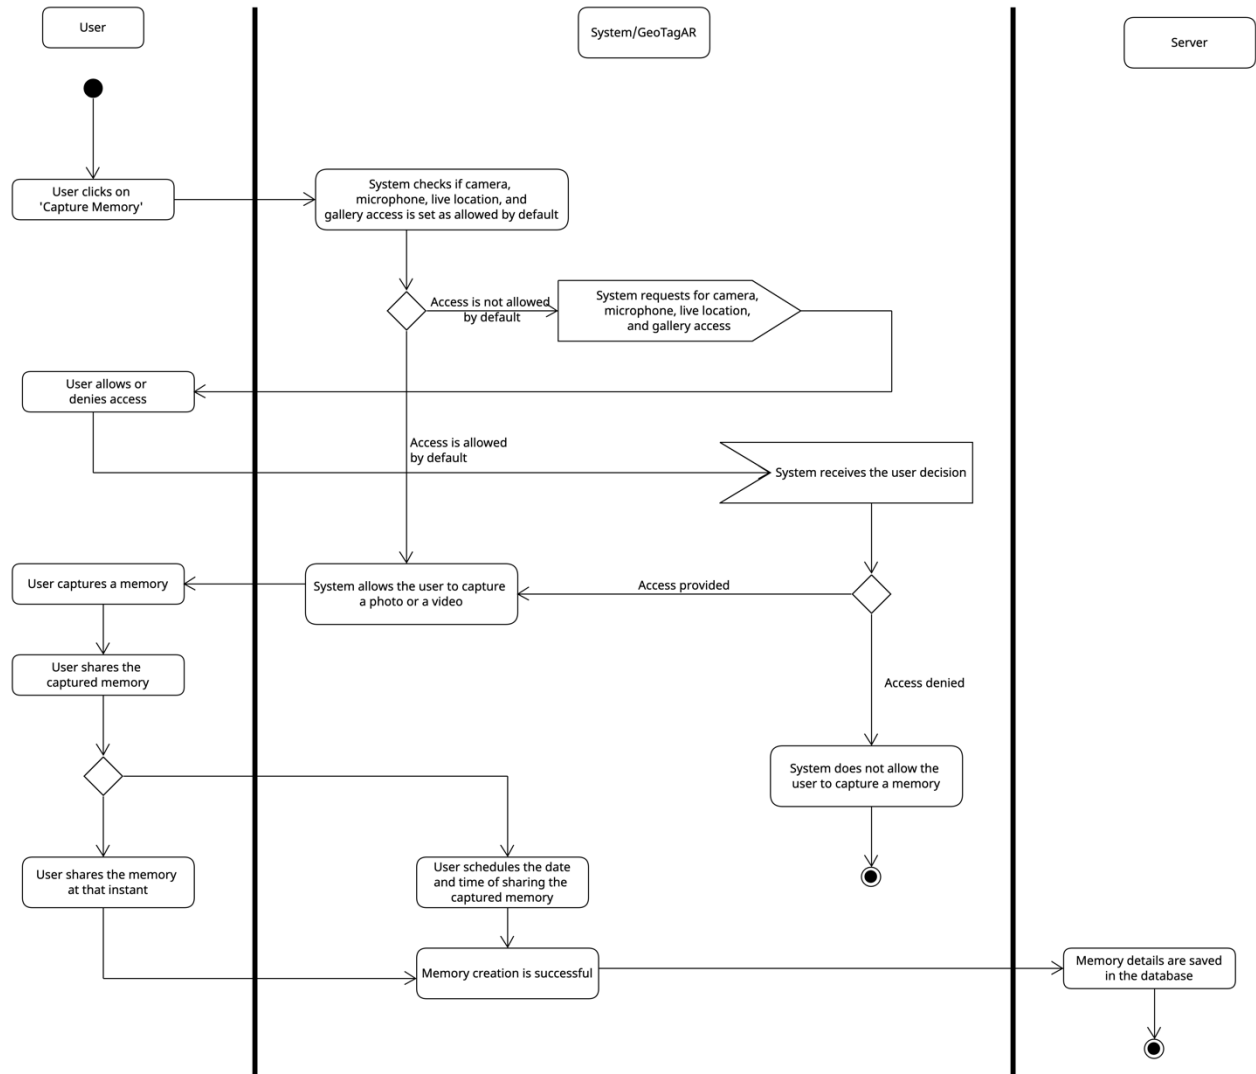 User
System/GeoTagAR
Server
User clicks on
'Capture Memory'
System checks if camera,
microphone, live location, and
gallery access is set as allowed by default
Access is not allowed
by default
System requests for camera,
microphone, live location,
and gallery access
User allows or
denies access
Access is allowed
by default
System receives the user decision
User captures a memory
System allows the user to capture
a photo or a video
Access provided
User shares the
captured memory
Access denied
System does not allow the
user to capture a memory
User shares the memory
at that instant
User schedules the date
and time of sharing the
captured memory
Memory creation is successful
Memory details are saved
in the database